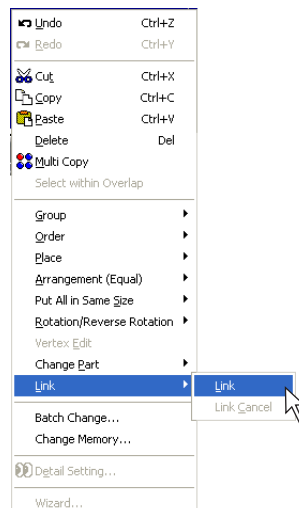 Undo Ctrl+Z
Redo Ctrl+Y
Cut Ctrl+X
Copy Ctrl+C
Paste Ctrl+V
Delete Del
Multi Copy
Select within Overlap
Group
Order
Place
Arrangement (Equal)
Put All in Same Size
Rotation/Reverse Rotation
Vertex Edit
Change Part
Link
Link
Link Cancel
Batch Change...
Change Memory...
Detail Setting...
Wizard...